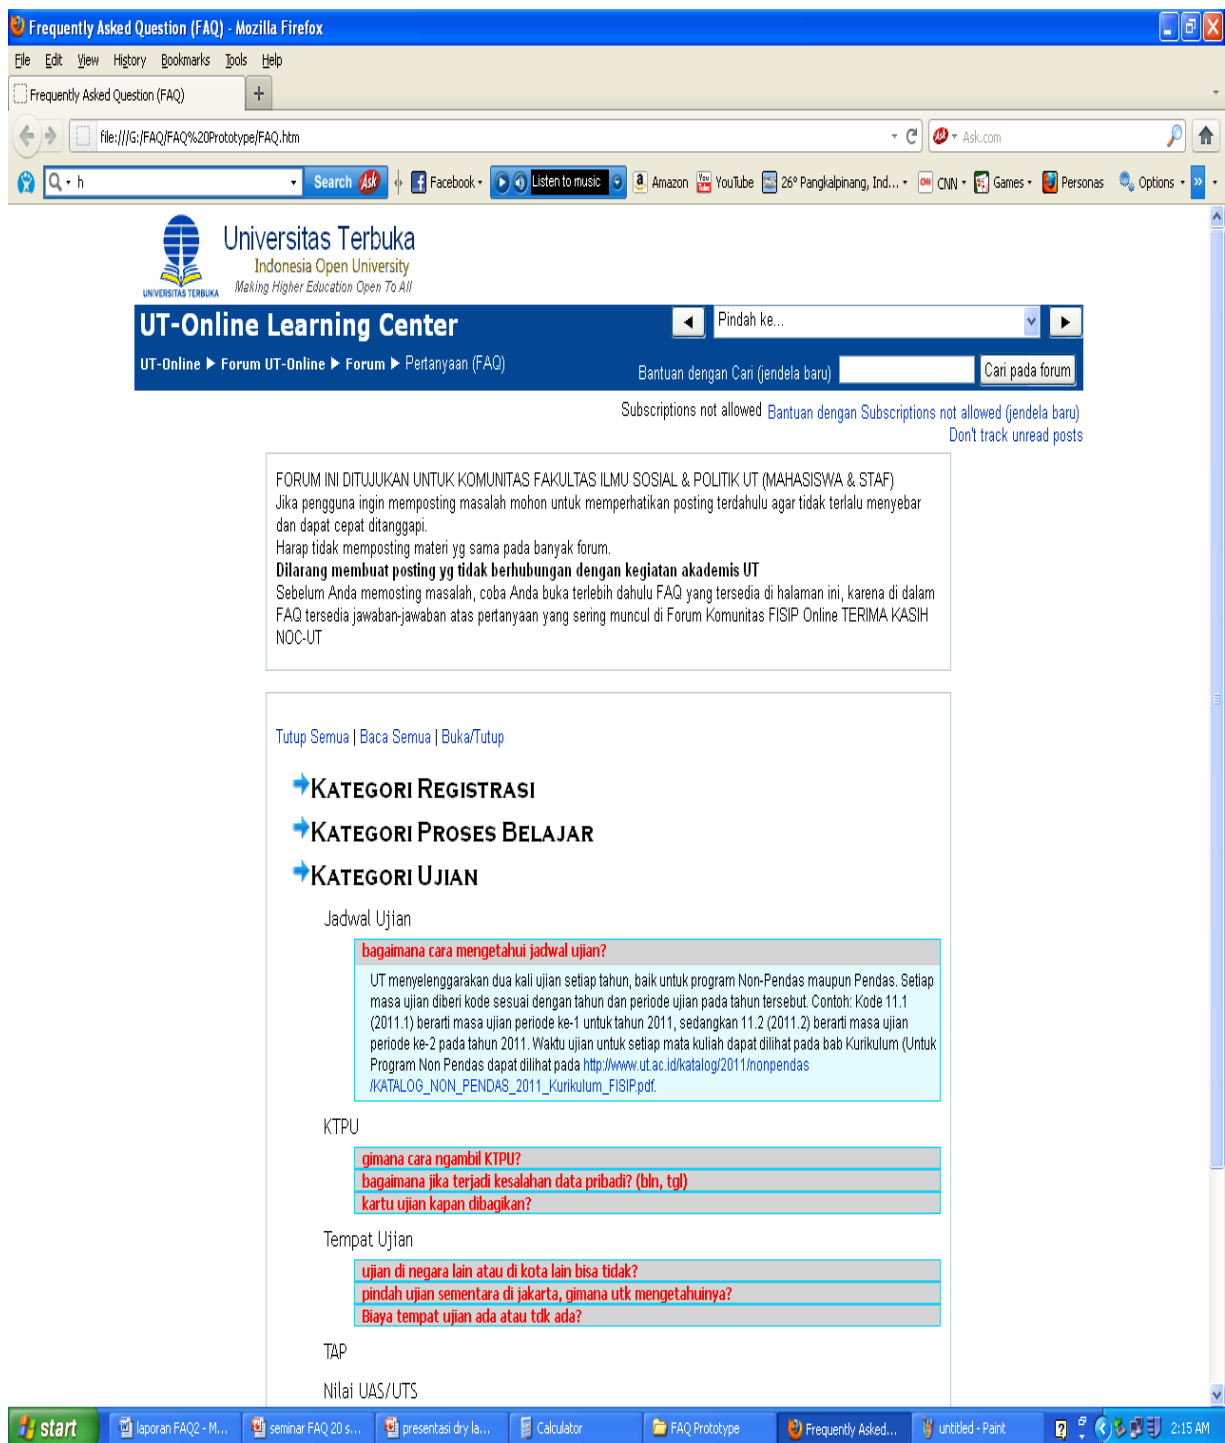 Frequently Asked Question (FAQ) - Mozilla Firefox
File Edit View History Bookmarks Tools Help
Frequently Asked Question (FAQ) +
file:///G:/FAQ/FAQ%20Prototype/FAQ.htm Ask Ask.com
h Search Ask Facebook Listen to music Amazon YouTube 26° Pangkalpinang, Ind... CNN Games Personas Options »
Universitas Terbuka
Indonesia Open University
Making Higher Education Open To All
UNIVERSITAS TERBUKA
UT-Online Learning Center ◄ Pindah ke... ►
UT-Online ► Forum UT-Online ► Forum ► Pertanyaan (FAQ) Bantuan dengan Cari (jendela baru) Cari pada forum
Subscriptions not allowed Bantuan dengan Subscriptions not allowed (jendela baru)
Don't track unread posts
FORUM INI DITUJUKAN UNTUK KOMUNITAS FAKULTAS ILMU SOSIAL & POLITIK UT (MAHASISWA & STAF)
Jika pengguna ingin memposting masalah mohon untuk memperhatikan posting terdahulu agar tidak terlalu menyebar
dan dapat cepat ditanggapi.
Harap tidak memposting materi yg sama pada banyak forum.
Dilarang membuat posting yg tidak berhubungan dengan kegiatan akademis UT
Sebelum Anda memosting masalah, coba Anda buka terlebih dahulu FAQ yang tersedia di halaman ini, karena di dalam
FAQ tersedia jawaban-jawaban atas pertanyaan yang sering muncul di Forum Komunitas FISIP Online TERIMA KASIH
NOC-UT
Tutup Semua | Baca Semua | Buka/Tutup
KATEGORI REGISTRASI
KATEGORI PROSES BELAJAR
KATEGORI UJIAN
Jadwal Ujian
bagaimana cara mengetahui jadwal ujian?
UT menyelenggarakan dua kali ujian setiap tahun, baik untuk program Non-Pendas maupun Pendas. Setiap
masa ujian diberi kode sesuai dengan tahun dan periode ujian pada tahun tersebut. Contoh: Kode 11.1
(2011.1) berarti masa ujian periode ke-1 untuk tahun 2011, sedangkan 11.2 (2011.2) berarti masa ujian
periode ke-2 pada tahun 2011. Waktu ujian untuk setiap mata kuliah dapat dilihat pada bab Kurikulum (Untuk
Program Non Pendas dapat dilihat pada http://www.ut.ac.id/katalog/2011/nonpendas
/KATALOG_NON_PENDAS_2011_Kurikulum_FISIP.pdf.
KTPU
gimana cara ngambil KTPU?
bagaimana jika terjadi kesalahan data pribadi? (bln, tgl)
kartu ujian kapan dibagikan?
Tempat Ujian
ujian di negara lain atau di kota lain bisa tidak?
pindah ujian sementara di jakarta, gimana utk mengetahuinya?
Biaya tempat ujian ada atau tdk ada?
TAP
Nilai UAS/UTS
start laporan FAQ2 - M... seminar FAQ 20 s... presentasi dry la... Calculator FAQ Prototype Frequently Asked... untitled - Paint 2:15 AM